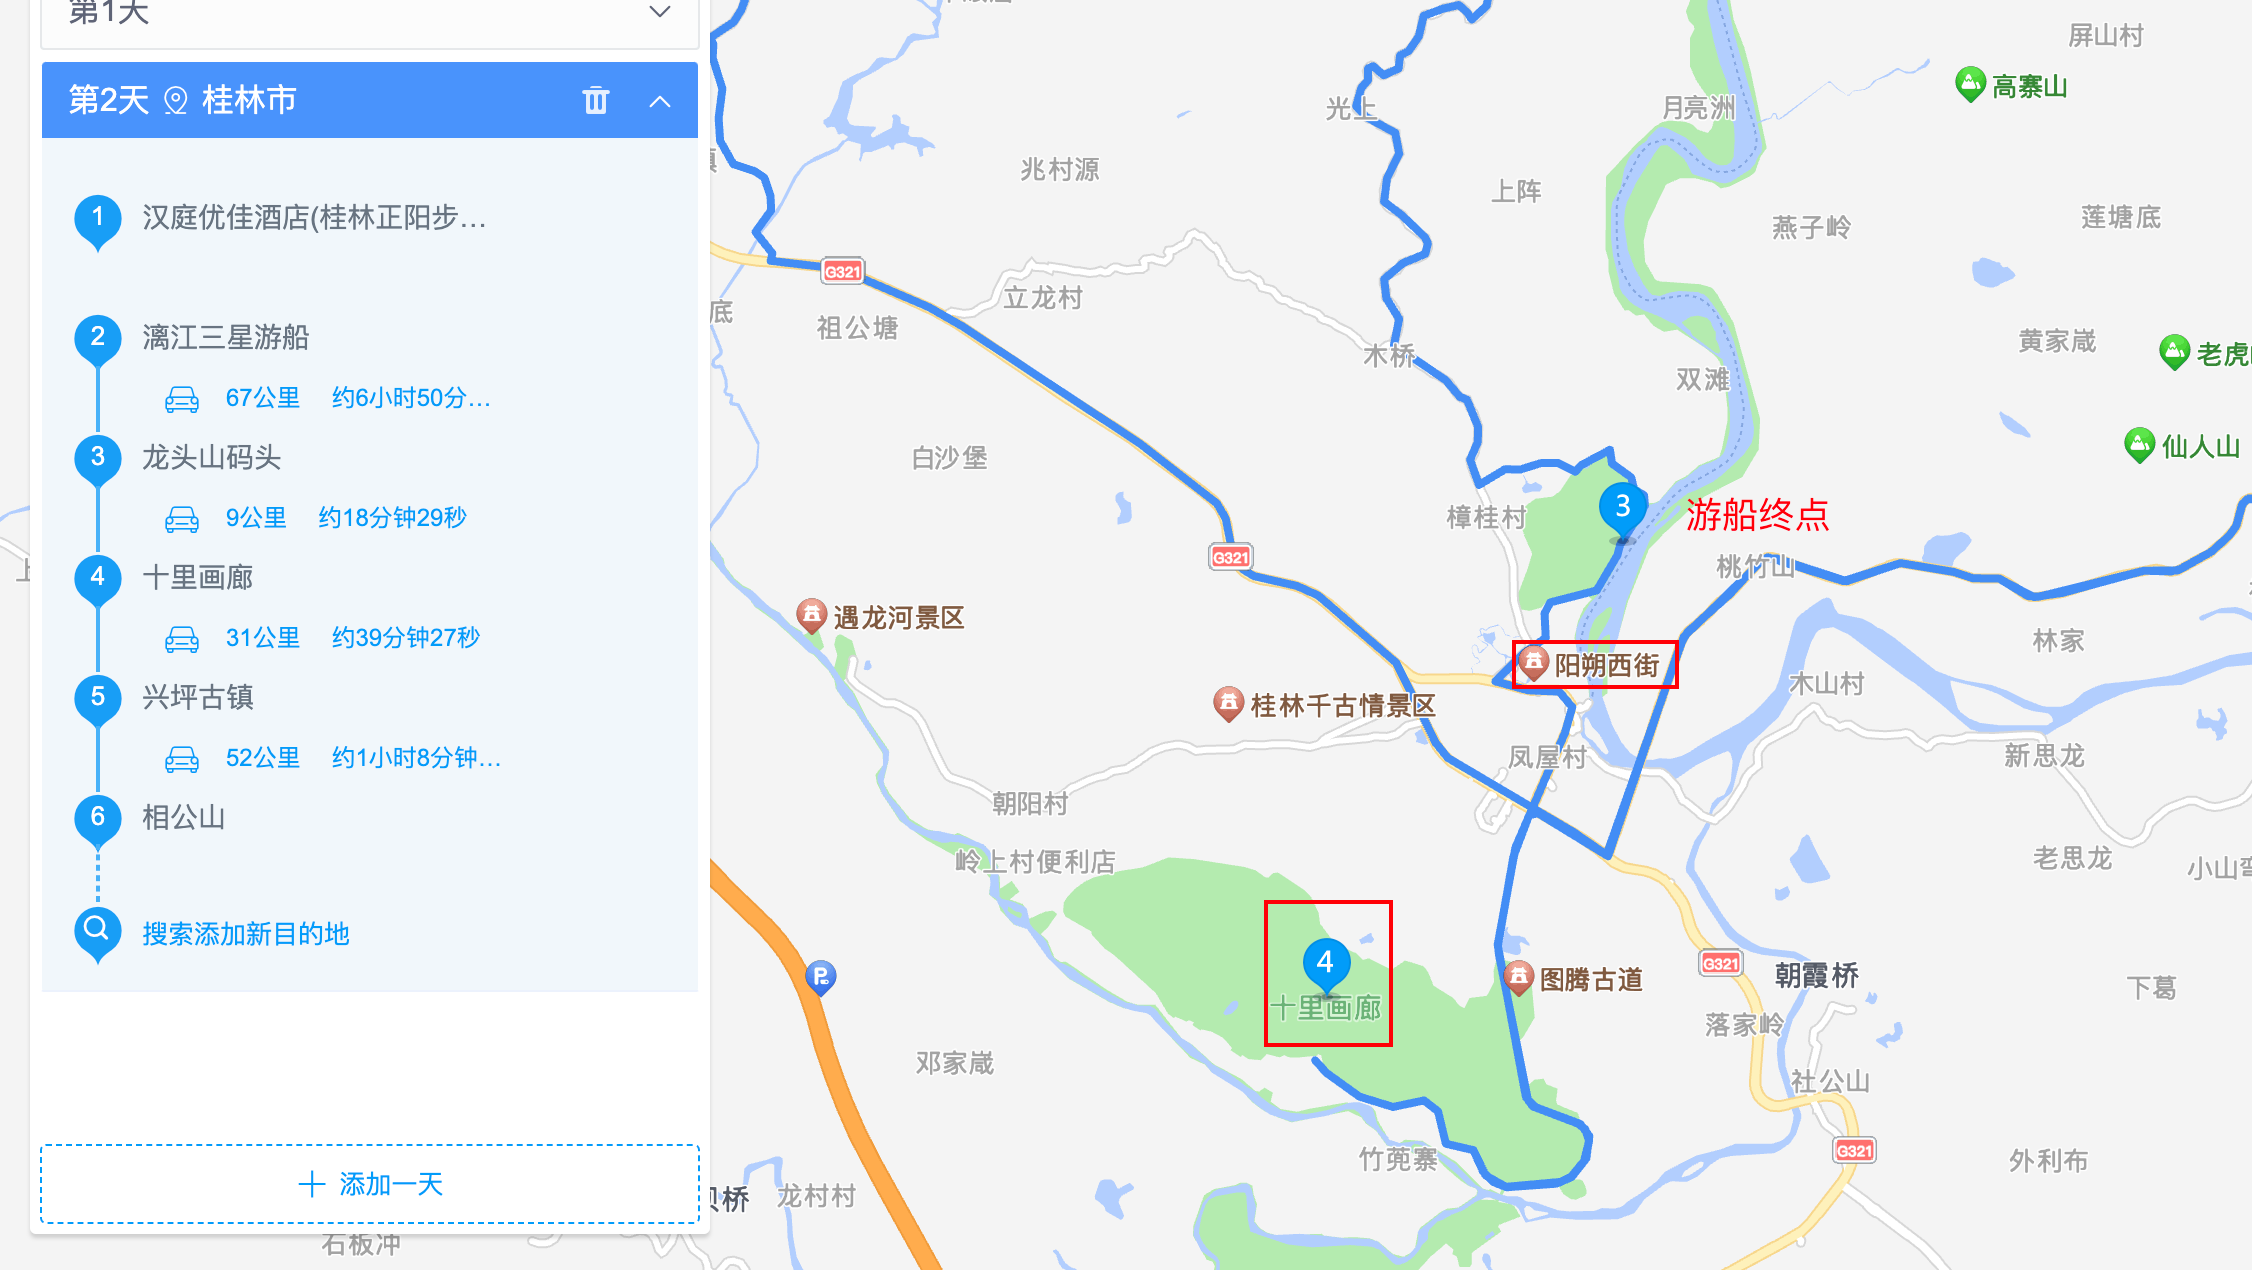 第1天
第2天 桂林市
1 汉庭优佳酒店(桂林正阳步…
2 漓江三星游船
67公里 约6小时50分…
3 龙头山码头
9公里 约18分钟29秒
4 十里画廊
31公里 约39分钟27秒
5 兴坪古镇
52公里 约1小时8分钟…
6 相公山
搜索添加新目的地
添加一天
石板冲
屏山村
高寨山
光上
月亮洲
兆村源
上阵
燕子岭
莲塘底
G321
立龙村
底
祖公塘
木桥
黄家崴
老虎
双滩
白沙堡
仙人山
樟桂村
3
游船终点
G321
桃竹山
上
遇龙河景区
林家
阳朔西街
木山村
桂林千古情景区
凤屋村
新思龙
朝阳村
岭上村便利店
老思龙
小山弯
4
十里画廊
P
图腾古道
G321
朝霞桥
下葛
落家岭
邓家崴
社公山
竹蔸寨
G321
外利布
桥
龙村村